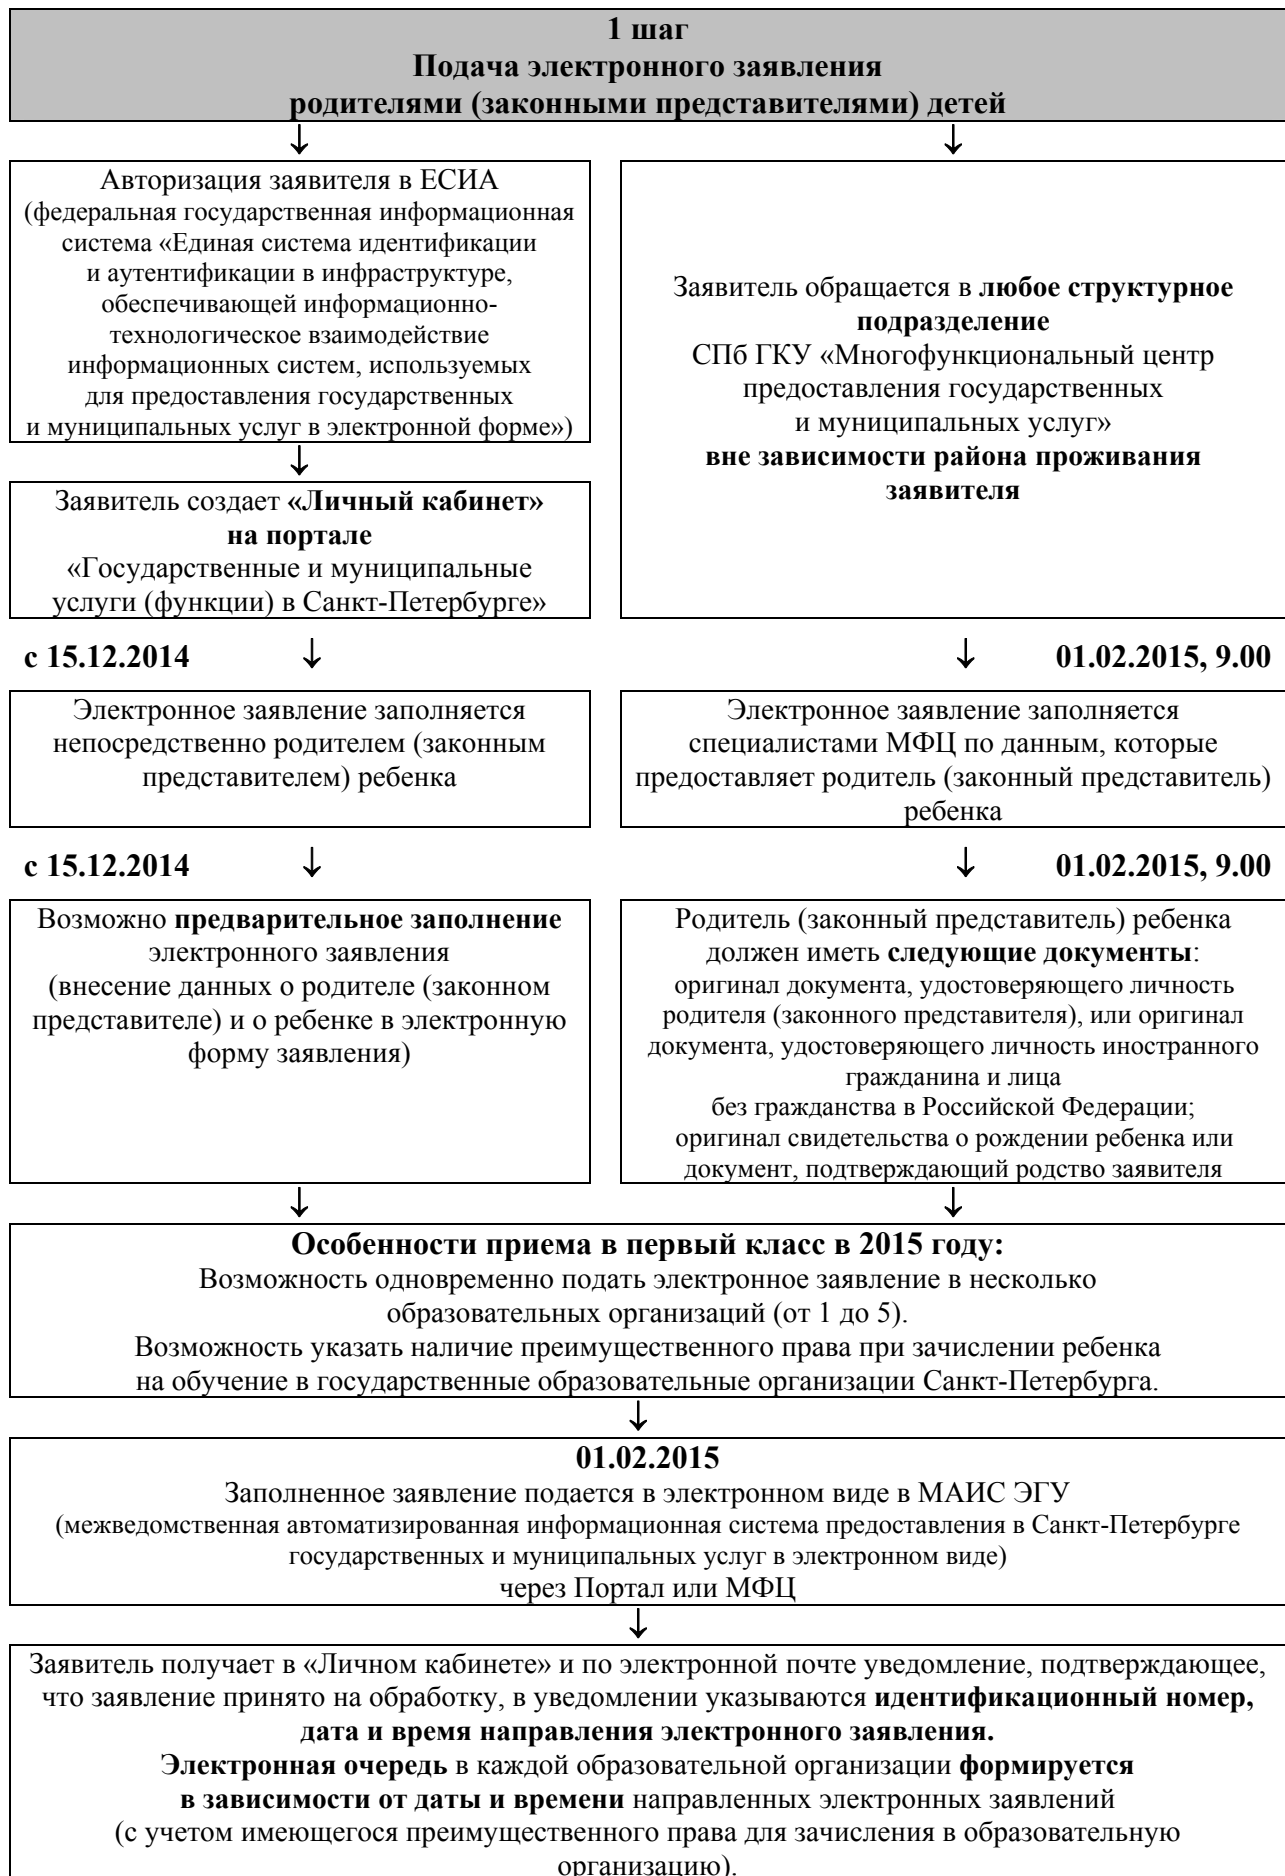 1 шаг
Подача электронного заявления
родителями (законными представителями) детей
↓ ↓
Авторизация заявителя в ЕСИА
(федеральная государственная информационная
система «Единая система идентификации
и аутентификации в инфраструктуре,
обеспечивающей информационно-
технологическое взаимодействие
информационных систем, используемых
для предоставления государственных
и муниципальных услуг в электронной форме»)
↓
Заявитель создает «Личный кабинет»
на портале
«Государственные и муниципальные
услуги (функции) в Санкт-Петербурге»
Заявитель обращается в любое структурное
подразделение
СПб ГКУ «Многофункциональный центр
предоставления государственных
и муниципальных услуг»
вне зависимости района проживания
заявителя
с 15.12.2014 ↓ ↓ 01.02.2015, 9.00
Электронное заявление заполняется
непосредственно родителем (законным
представителем) ребенка
Электронное заявление заполняется
специалистами МФЦ по данным, которые
предоставляет родитель (законный представитель)
ребенка
с 15.12.2014 ↓ ↓ 01.02.2015, 9.00
Возможно предварительное заполнение
электронного заявления
(внесение данных о родителе (законном
представителе) и о ребенке в электронную
форму заявления)
Родитель (законный представитель) ребенка
должен иметь следующие документы:
оригинал документа, удостоверяющего личность
родителя (законного представителя), или оригинал
документа, удостоверяющего личность иностранного
гражданина и лица
без гражданства в Российской Федерации;
оригинал свидетельства о рождении ребенка или
документ, подтверждающий родство заявителя
↓ ↓
Особенности приема в первый класс в 2015 году:
Возможность одновременно подать электронное заявление в несколько
образовательных организаций (от 1 до 5).
Возможность указать наличие преимущественного права при зачислении ребенка
на обучение в государственные образовательные организации Санкт-Петербурга.
↓
01.02.2015
Заполненное заявление подается в электронном виде в МАИС ЭГУ
(межведомственная автоматизированная информационная система предоставления в Санкт-Петербурге
государственных и муниципальных услуг в электронном виде)
через Портал или МФЦ
↓
Заявитель получает в «Личном кабинете» и по электронной почте уведомление, подтверждающее,
что заявление принято на обработку, в уведомлении указываются идентификационный номер,
дата и время направления электронного заявления.
Электронная очередь в каждой образовательной организации формируется
в зависимости от даты и времени направленных электронных заявлений
(с учетом имеющегося преимущественного права для зачисления в образовательную
организацию).